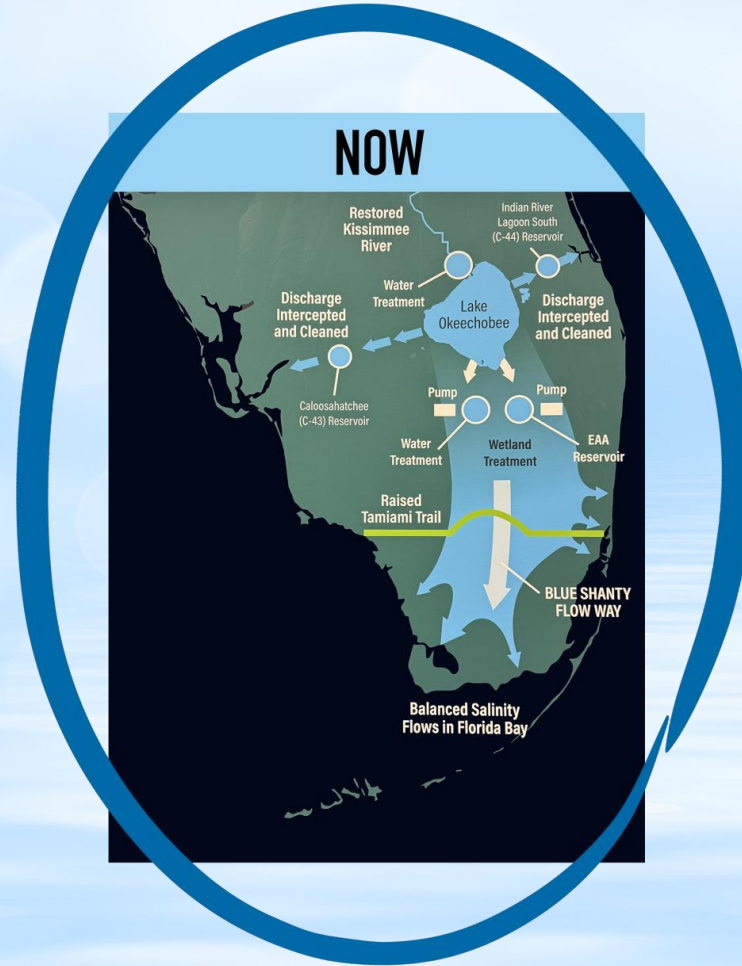 NOW
Restored
Kissimmee
River
Indian River
Lagoon South
(C-44) Reservoir
Water
Treatment
Lake
Okeechobee
Discharge
Intercepted
and Cleaned
Discharge
Intercepted
and Cleaned
Caloosahatchee
(C-43) Reservoir
Pump
Pump
Water
Treatment
Wetland
Treatment
EAA
Reservoir
Raised
Tamiami Trail
BLUE SHANTY
FLOW WAY
Balanced Salinity
Flows in Florida Bay